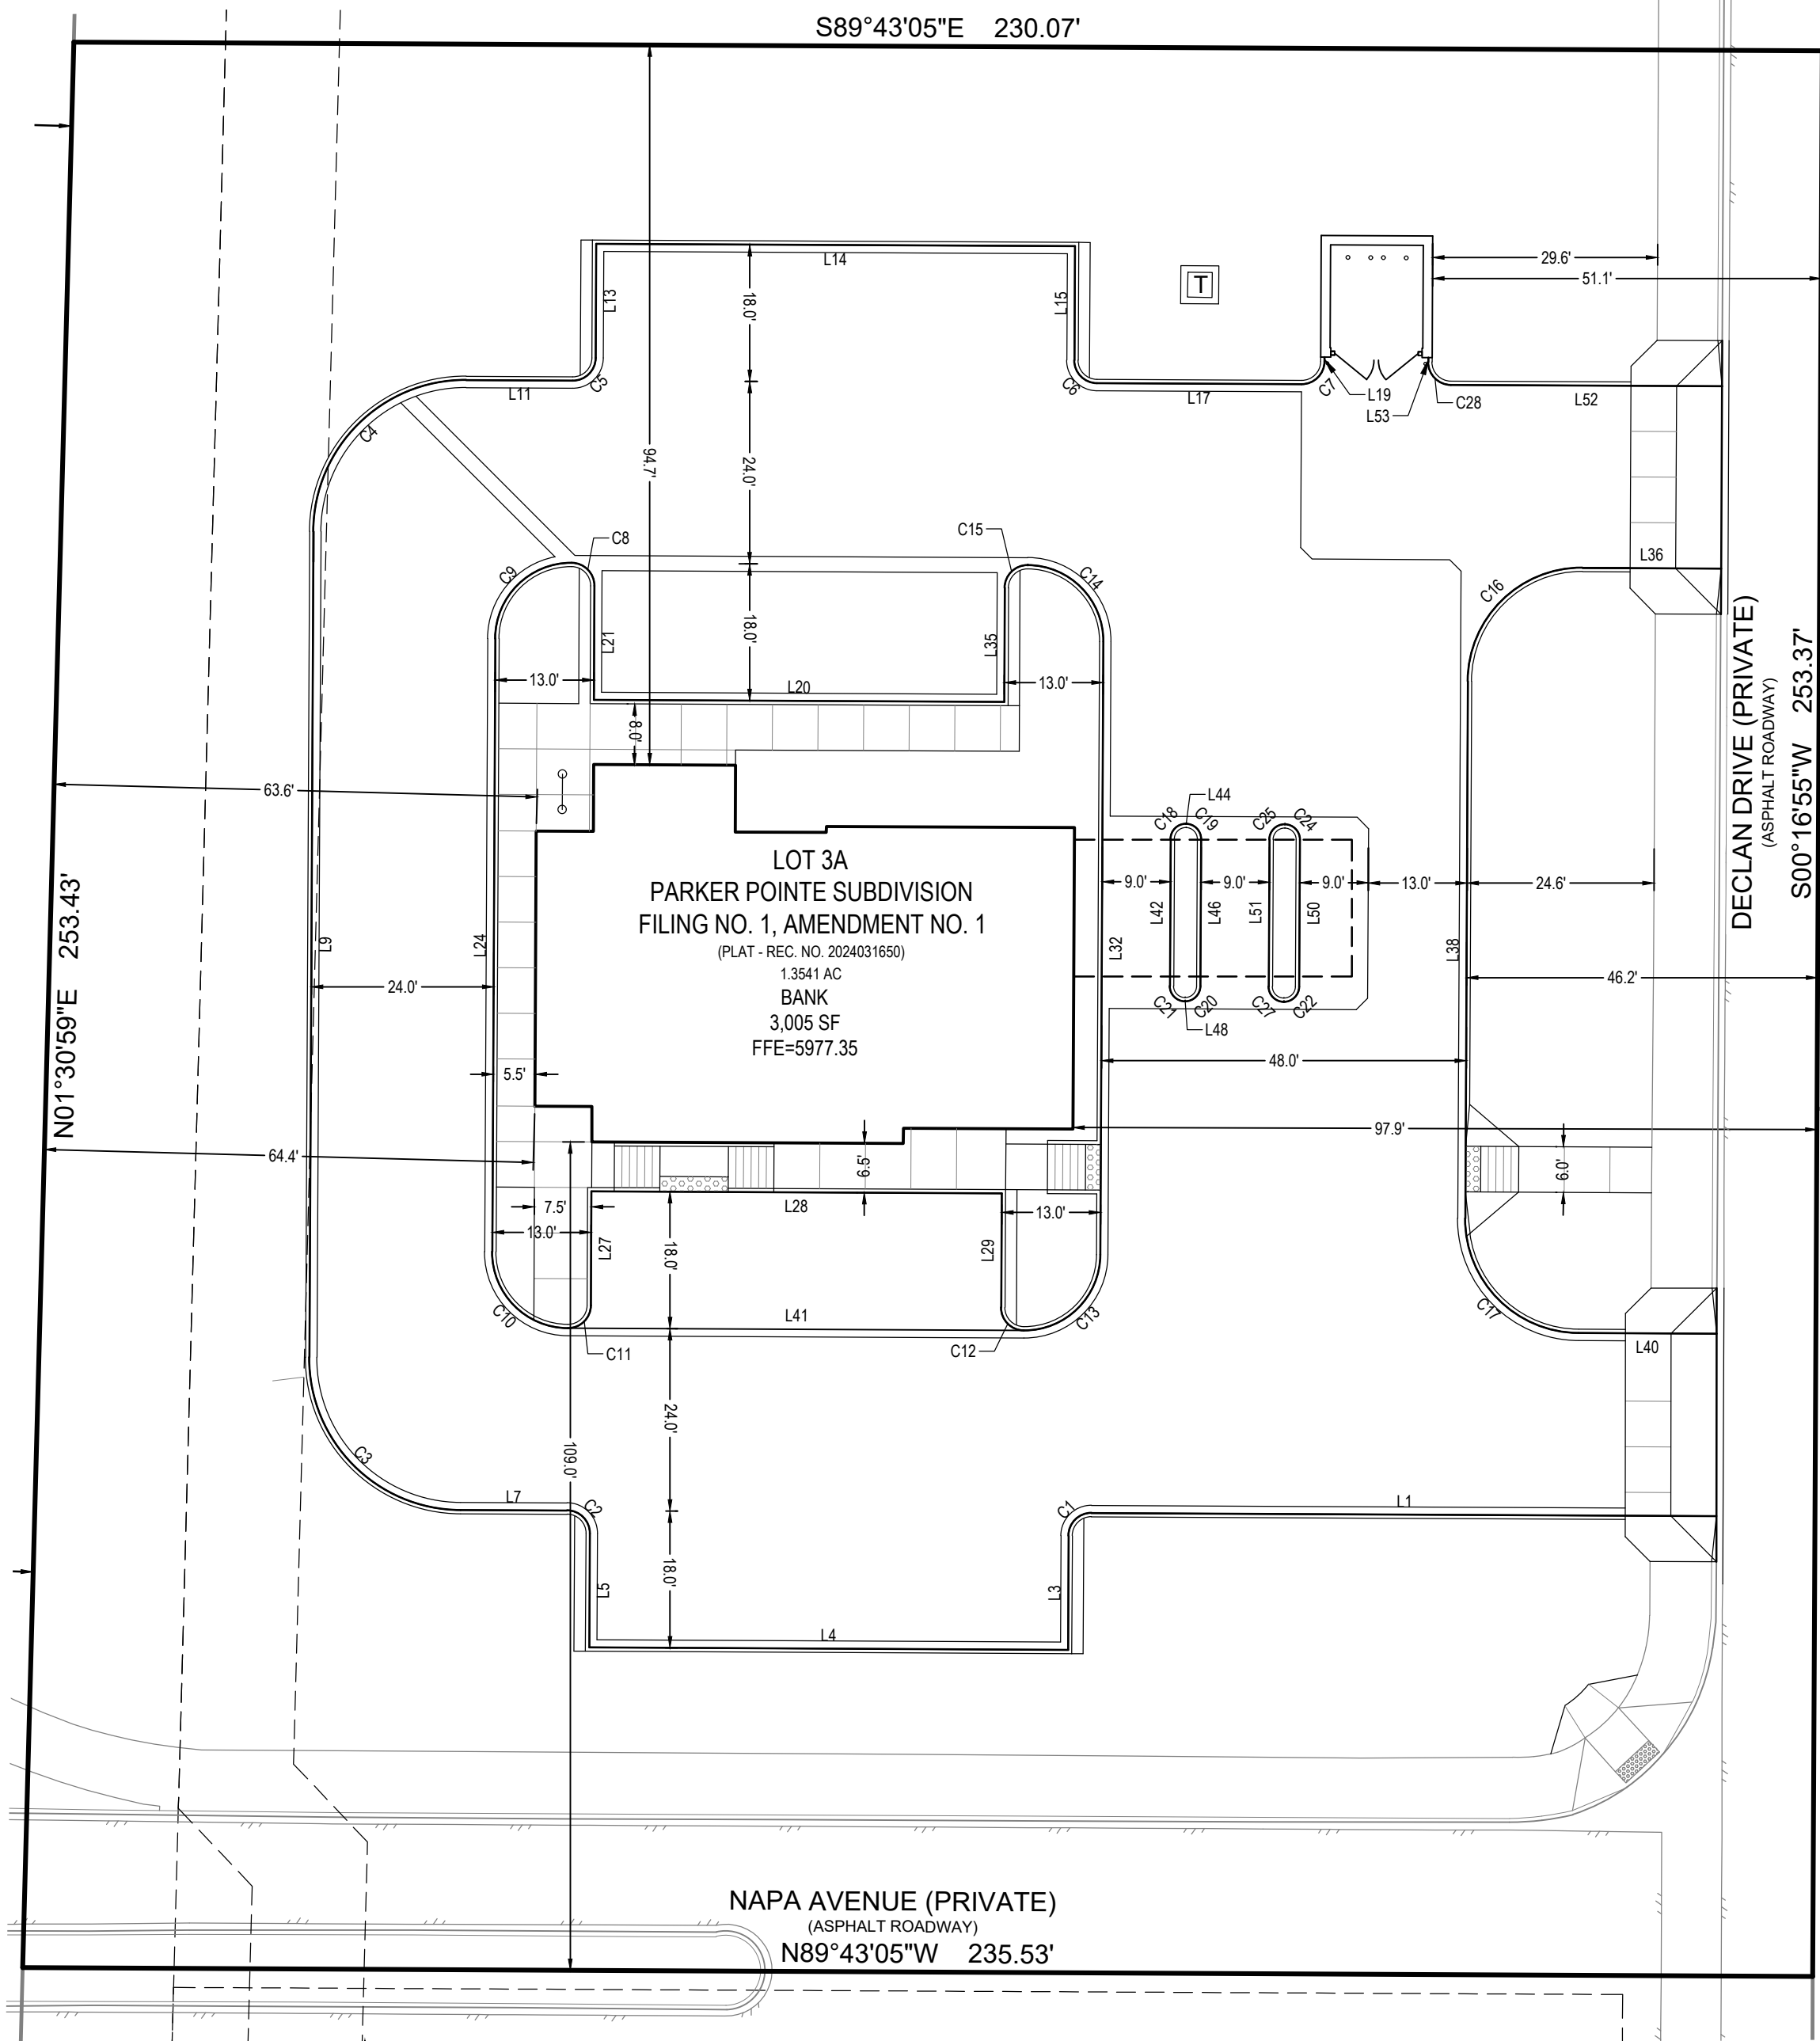 S89°43'05"E 230.07'
29.6'
51.1'
T
L14
L13
18.0'
L15
L11
C5
C6
L17
C7
L19
L53
C28
L52
C4
94.7'
24.0'
C8
C15
C9
C14
L36
C16
18.0'
L21
L35
13.0'
L20
13.0'
8.0'
63.6'
DECLAN DRIVE (PRIVATE)
(ASPHALT ROADWAY)
S00°16'55"W 253.37'
L44
C18
C19
C25
C24
LOT 3A
PARKER POINTE SUBDIVISION
FILING NO. 1, AMENDMENT NO. 1
(PLAT - REC. NO. 2024031650)
1.3541 AC
BANK
3,005 SF
FFE=5977.35
9.0'
9.0'
9.0'
13.0'
24.6'
L42
L46
L51
L50
L9
L24
L32
L38
24.0'
46.2'
N01°30'59"E 253.43'
C21
C20
C27
C22
L48
48.0'
5.5'
97.9'
64.4'
6.5'
6.0'
7.5'
L28
13.0'
13.0'
L27
18.0'
L29
C10
L41
C13
C17
C11
C12
L40
24.0'
109.0'
C3
L7
C2
C1
L1
18.0'
L5
L3
L4
NAPA AVENUE (PRIVATE)
(ASPHALT ROADWAY)
N89°43'05"W 235.53'